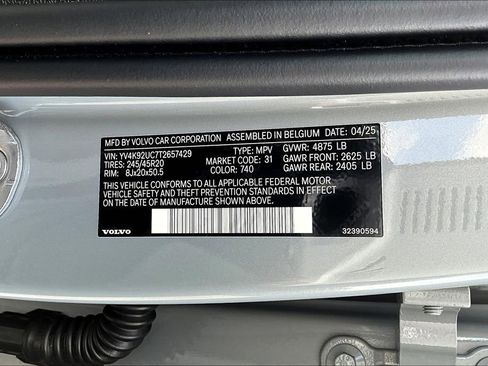 MFD BY VOLVO CAR CORPORATION ASSEMBLED IN BELGIUM DATE 04/25
VIN: YV4K92UC7T2657429 TYPE: MPV GVWR: 4875 LB
TIRES: 245/45R20 MARKET CODE: 31 GAWR FRONT: 2625 LB
RIM: 8Jx20x50.5 COLOR: 740 GAWR REAR: 2405 LB
THIS VEHICLE CONFORMS TO ALL APPLICABLE FEDERAL MOTOR
VEHICLE SAFETY AND THEFT PREVENTION STANDARDS IN EFFECT
ON THE DATE OF MANUFACTURE SHOWN ABOVE.
VOLVO 32390594